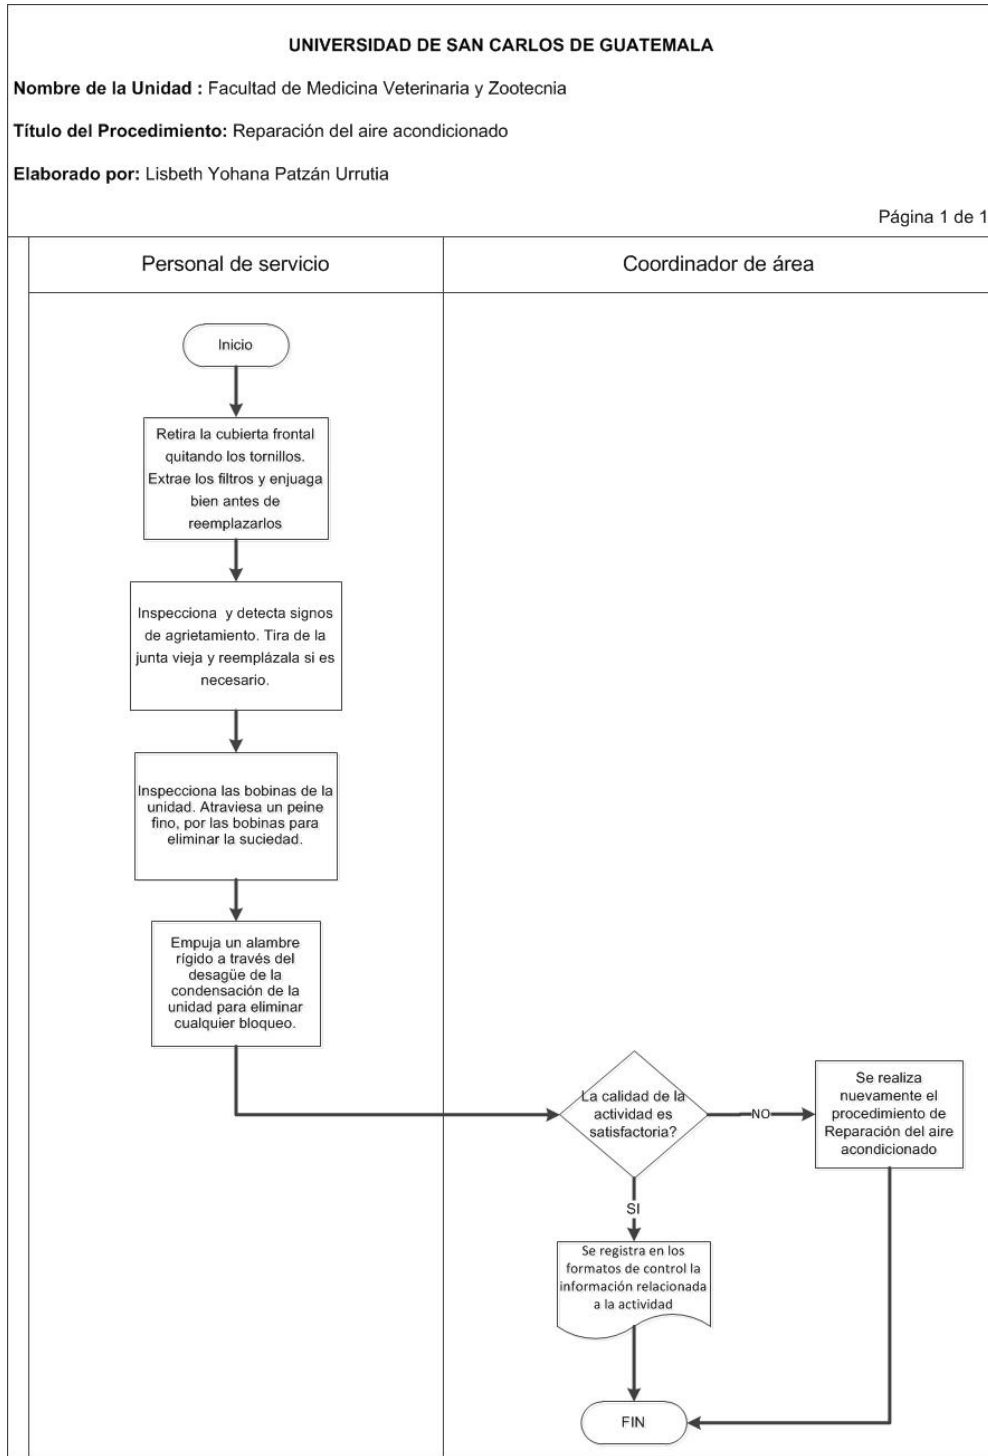 UNIVERSIDAD DE SAN CARLOS DE GUATEMALA
Nombre de la Unidad : Facultad de Medicina Veterinaria y Zootecnia
Título del Procedimiento: Reparación del aire acondicionado
Elaborado por: Lisbeth Yohana Patzán Urrutia
Página 1 de 1
Personal de servicio
Coordinador de área
Inicio
Retira la cubierta frontal
quitando los tornillos.
Extrae los filtros y enjuaga
bien antes de
reemplazarlos
Inspecciona y detecta signos
de agrietamiento. Tira de la
junta vieja y reemplázala si es
necesario.
Inspecciona las bobinas de la
unidad. Atraviesa un peine
fino, por las bobinas para
eliminar la suciedad.
Empuja un alambre
rígido a través del
desagüe de la
condensación de la
unidad para eliminar
cualquier bloqueo.
La calidad de la
actividad es
satisfactoria?
NO
Se realiza
nuevamente el
procedimiento de
Reparación del aire
acondicionado
SI
Se registra en los
formatos de control la
información relacionada
a la actividad
FIN